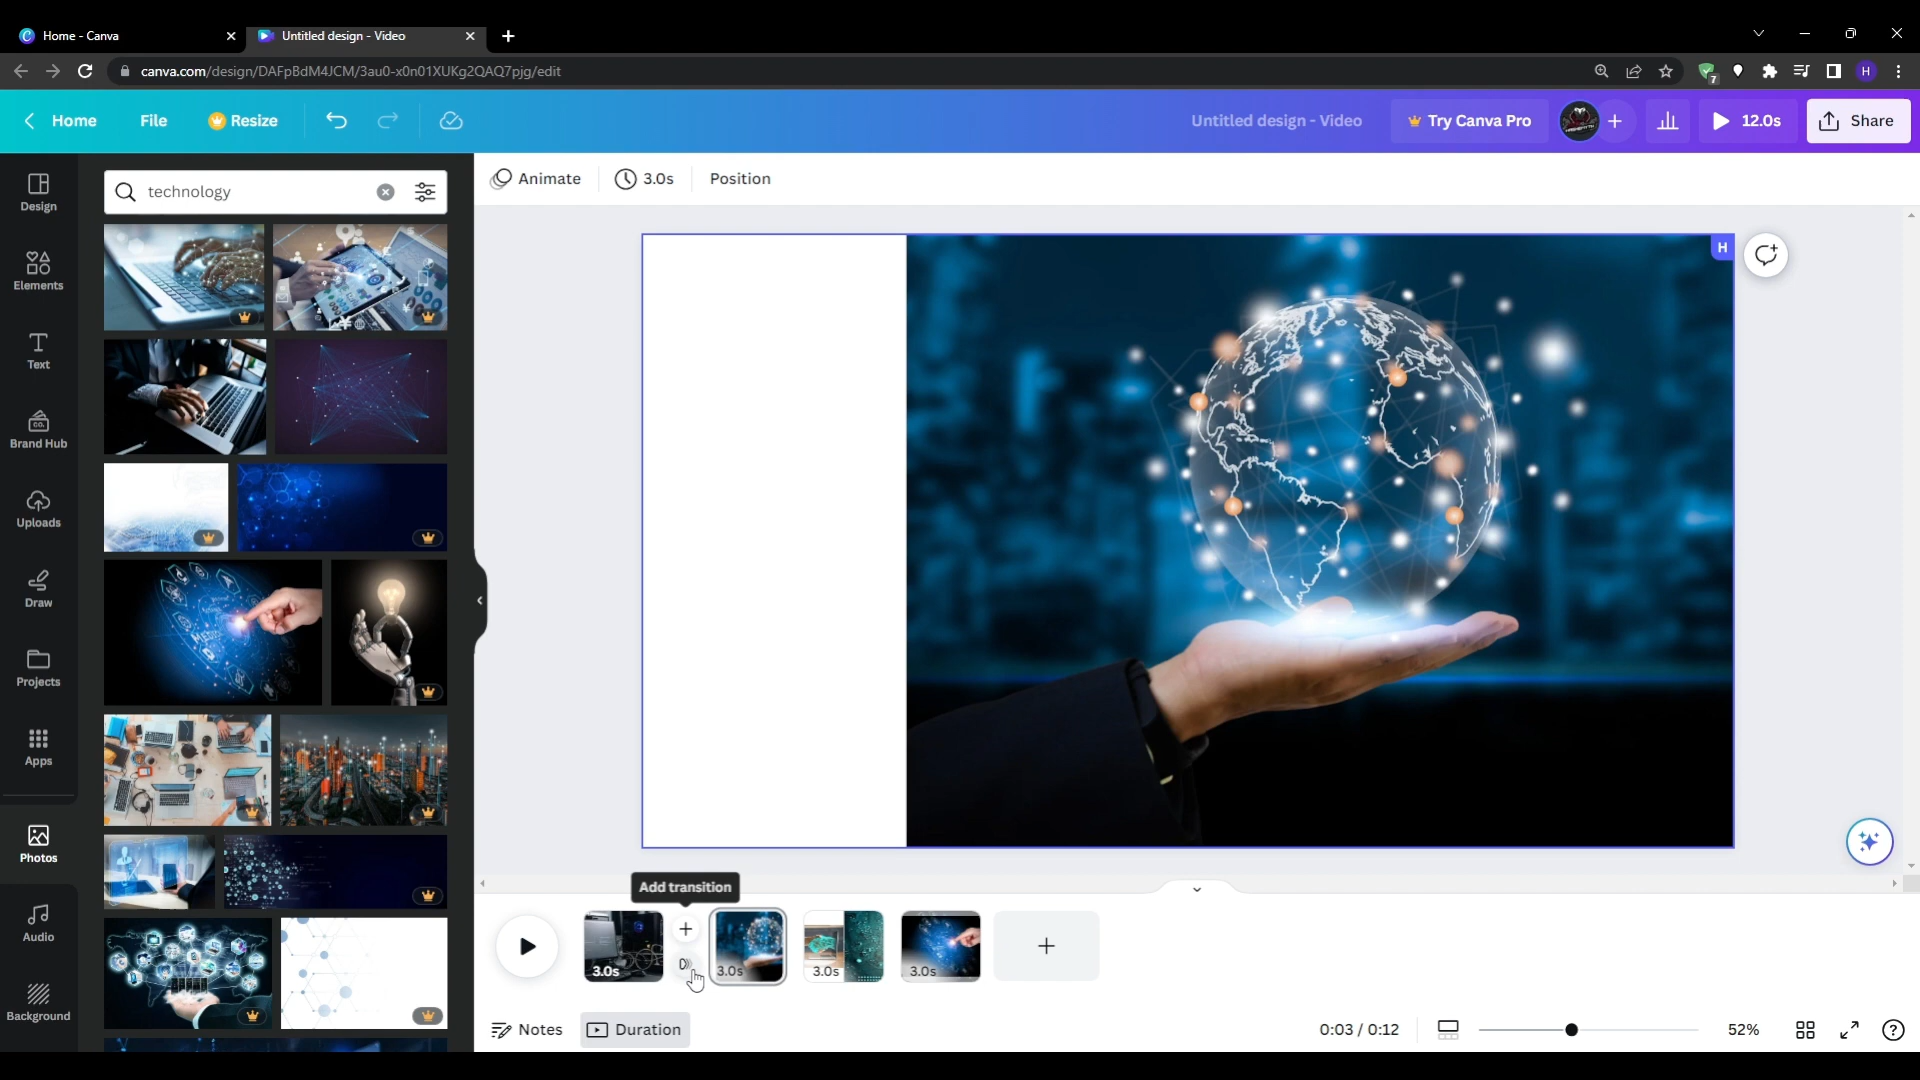 Home - Canva
Untitled design - Video
canva.com/design/DAFpBdM4JCM/3au0-x0n01XUKg2QAQ7pjg/edit
7
H
Home
File
Resize
Untitled design - Video
Try Canva Pro
12.0s
Share
Design
Elements
Text
Brand Hub
Uploads
Draw
Projects
Apps
Photos
Audio
Background
technology
Animate
3.0s
Position
H
Add transition
3.0s
3.0s
3.0s
3.0s
Notes
Duration
0:03 / 0:12
52%